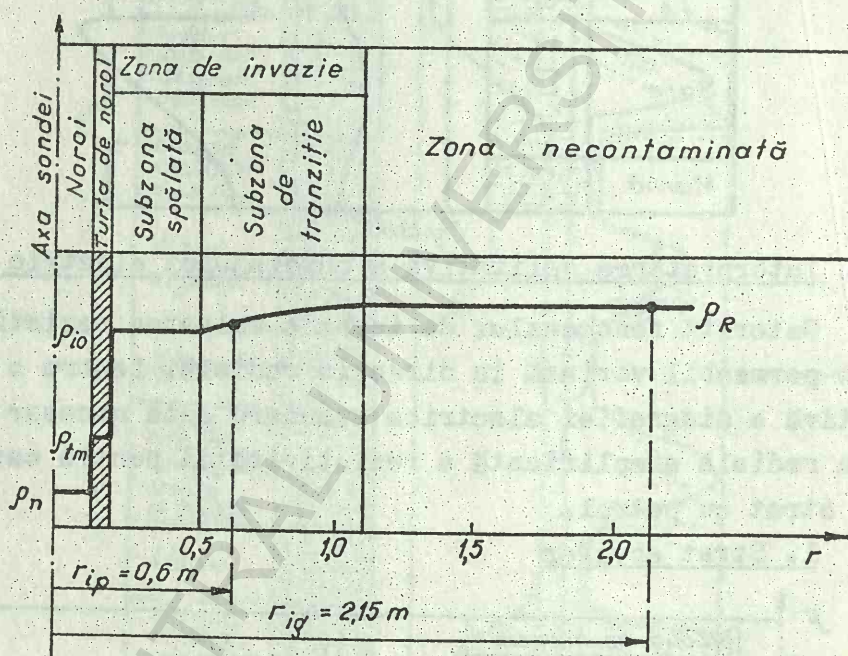 Axa sondei
Noroi
Turta de noroi
Zona de invazie
Subzona spălată
Subzona de tranziție
Zona necontaminată
ρio
ρtm
ρn
ρR
0,5 1,0 1,5 2,0 r
rip = 0,6 m
rig = 2,15 m